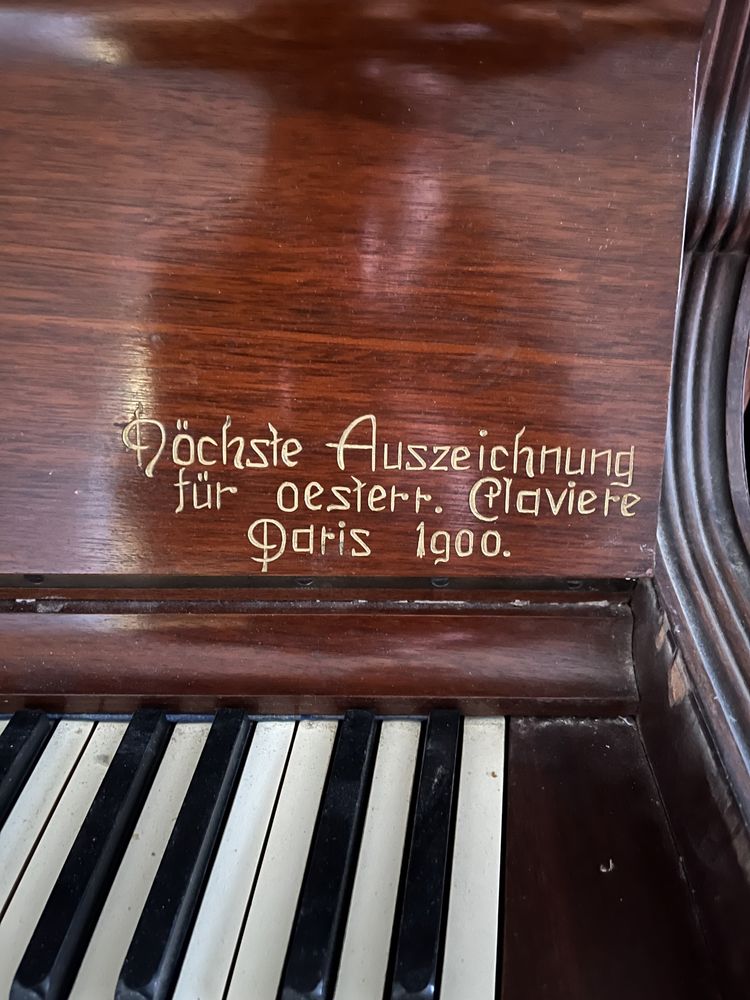 Höchste Auszeichnung
für oesterr. Claviere
Paris 1900.